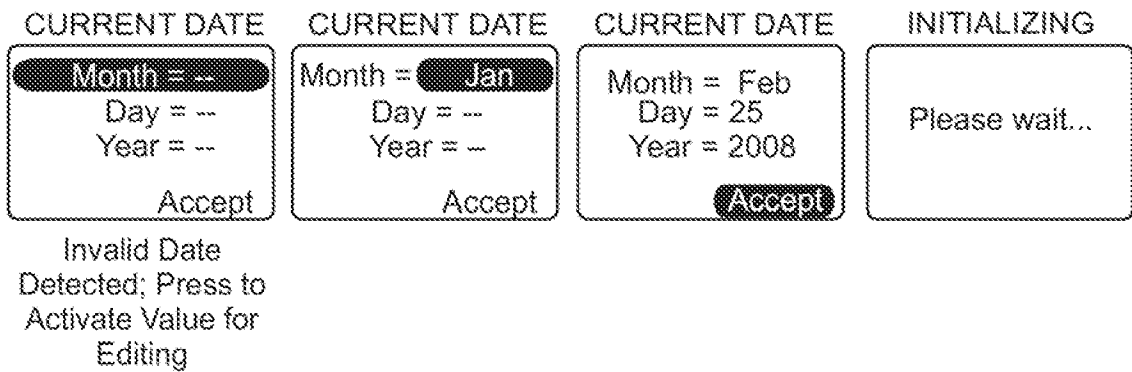 CURRENT DATE
Month = --
Day = --
Year = --
Accept
Invalid Date
Detected; Press to
Activate Value for
Editing
CURRENT DATE
Month = Jan
Day = --
Year = --
Accept
CURRENT DATE
Month = Feb
Day = 25
Year = 2008
Accept
INITIALIZING
Please wait...